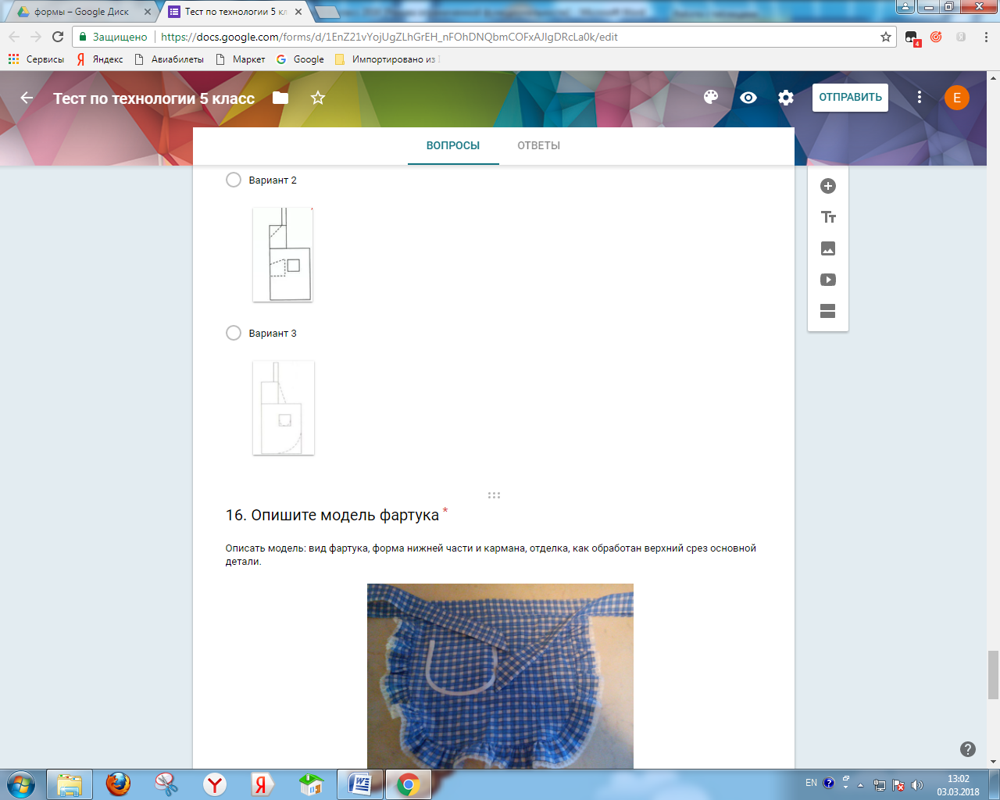 формы – Google Диск
Тест по технологии 5 кл
Защищено
https://docs.google.com/forms/d/1EnZ21vYojUgZLhGrEH_nFOhDNQbmCOFxAJIgDRcLa0k/edit
4
Сервисы
Яндекс
Авиабилеты
Маркет
Google
Импортировано из I
Тест по технологии 5 класс
ОТПРАВИТЬ
E
ВОПРОСЫ
ОТВЕТЫ
Вариант 2
Тт
Вариант 3
16. Опишите модель фартука *
Описать модель: вид фартука, форма нижней части и кармана, отделка, как обработан верхний срез основной
детали.
EN
13:02
03.03.2018